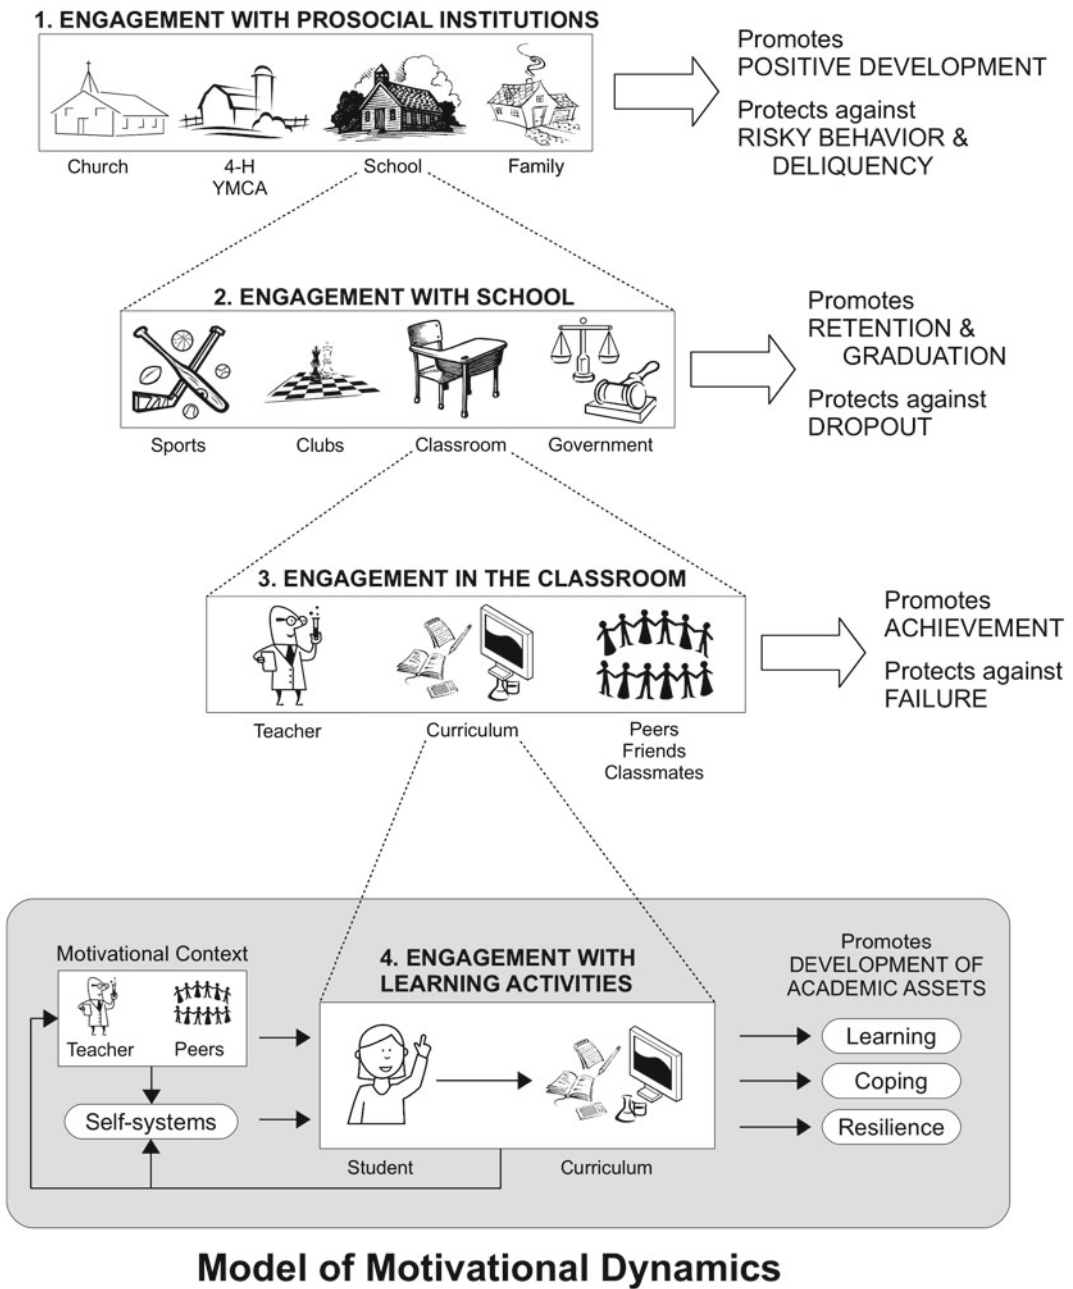 1. ENGAGEMENT WITH PROSOCIAL INSTITUTIONS
Church
4-H
YMCA
School
Family
Promotes
POSITIVE DEVELOPMENT
Protects against
RISKY BEHAVIOR &
DELIQUENCY
2. ENGAGEMENT WITH SCHOOL
Sports
Clubs
Classroom
Government
Promotes
RETENTION &
GRADUATION
Protects against
DROPOUT
3. ENGAGEMENT IN THE CLASSROOM
Teacher
Curriculum
Peers
Friends
Classmates
Promotes
ACHIEVEMENT
Protects against
FAILURE
Motivational Context
Teacher
Peers
Self-systems
4. ENGAGEMENT WITH
LEARNING ACTIVITIES
Student
Curriculum
Promotes
DEVELOPMENT OF
ACADEMIC ASSETS
Learning
Coping
Resilience
Model of Motivational Dynamics